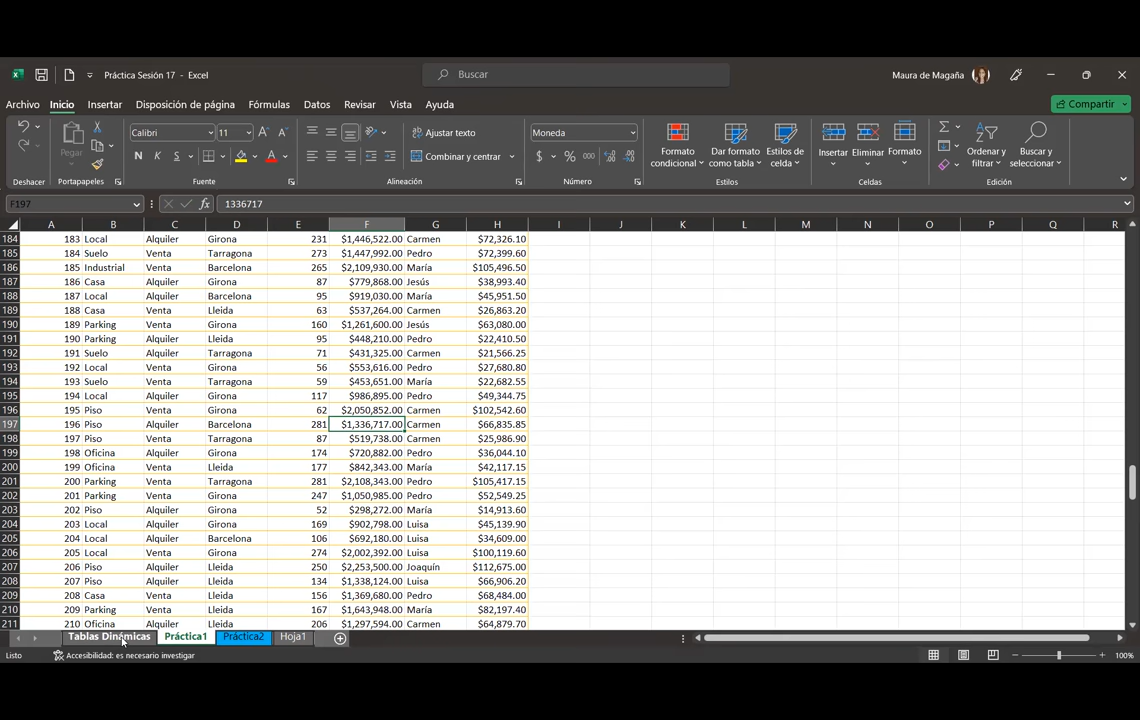 Práctica Sesión 17 - Excel
Buscar
Maura de Magaña
Archivo Inicio Insertar Disposición de página Fórmulas Datos Revisar Vista Ayuda
Compartir
Pegar
Calibri 11
N K S
Ajustar texto
Combinar y centrar
Moneda
$ % 000
Formato condicional
Dar formato como tabla
Estilos de celda
Insertar Eliminar Formato
Ordenar y filtrar
Buscar y seleccionar
Deshacer Portapapeles Fuente Alineación Número Estilos Celdas Edición
F197 fx 1336717
A B C D E F G H I J K L M N O P Q R
184 183 Local Alquiler Girona 231 $1,446,522.00 Carmen $72,326.10
185 184 Suelo Venta Tarragona 273 $1,447,992.00 Pedro $72,399.60
186 185 Industrial Venta Barcelona 265 $2,109,930.00 María $105,496.50
187 186 Casa Alquiler Girona 87 $779,868.00 Jesús $38,993.40
188 187 Local Alquiler Barcelona 95 $919,030.00 María $45,951.50
189 188 Casa Venta Lleida 63 $537,264.00 Carmen $26,863.20
190 189 Parking Venta Girona 160 $1,261,600.00 Jesús $63,080.00
191 190 Parking Alquiler Lleida 95 $448,210.00 Pedro $22,410.50
192 191 Suelo Alquiler Tarragona 71 $431,325.00 Carmen $21,566.25
193 192 Local Venta Girona 56 $553,616.00 Pedro $27,680.80
194 193 Suelo Venta Tarragona 59 $453,651.00 María $22,682.55
195 194 Local Alquiler Girona 117 $986,895.00 Pedro $49,344.75
196 195 Piso Venta Girona 62 $2,050,852.00 Carmen $102,542.60
197 196 Piso Alquiler Barcelona 281 $1,336,717.00 Carmen $66,835.85
198 197 Piso Venta Tarragona 87 $519,738.00 Carmen $25,986.90
199 198 Oficina Alquiler Girona 174 $720,882.00 Pedro $36,044.10
200 199 Oficina Venta Lleida 177 $842,343.00 María $42,117.15
201 200 Parking Venta Tarragona 281 $2,108,343.00 Pedro $105,417.15
202 201 Parking Venta Girona 247 $1,050,985.00 Pedro $52,549.25
203 202 Piso Alquiler Girona 52 $298,272.00 María $14,913.60
204 203 Local Alquiler Girona 169 $902,798.00 Luisa $45,139.90
205 204 Local Alquiler Barcelona 106 $692,180.00 Luisa $34,609.00
206 205 Local Venta Girona 274 $2,002,392.00 Luisa $100,119.60
207 206 Piso Alquiler Lleida 250 $2,253,500.00 Joaquín $112,675.00
208 207 Piso Alquiler Lleida 134 $1,338,124.00 Luisa $66,906.20
209 208 Casa Venta Lleida 156 $1,369,680.00 Pedro $68,484.00
210 209 Parking Venta Lleida 167 $1,643,948.00 María $82,197.40
211 210 Oficina Alquiler Lleida 206 $1,297,594.00 Carmen $64,879.70
Tablas Dinámicas Práctica1 Práctica2 Hoja1
Listo Accesibilidad: es necesario investigar 100%